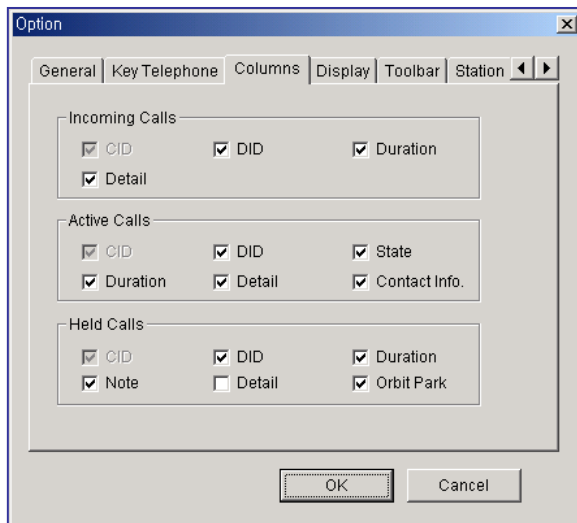 Option
General Key Telephone Columns Display Toolbar Station
Incoming Calls
CID DID Duration
Detail
Active Calls
CID DID State
Duration Detail Contact Info.
Held Calls
CID DID Duration
Note Detail Orbit Park
OK Cancel